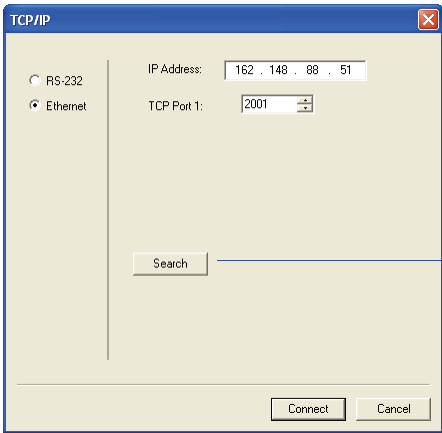 TCP/IP
RS-232
Ethernet
IP Address: 162 . 148 . 88 . 51
TCP Port 1: 2001
Search
Connect Cancel